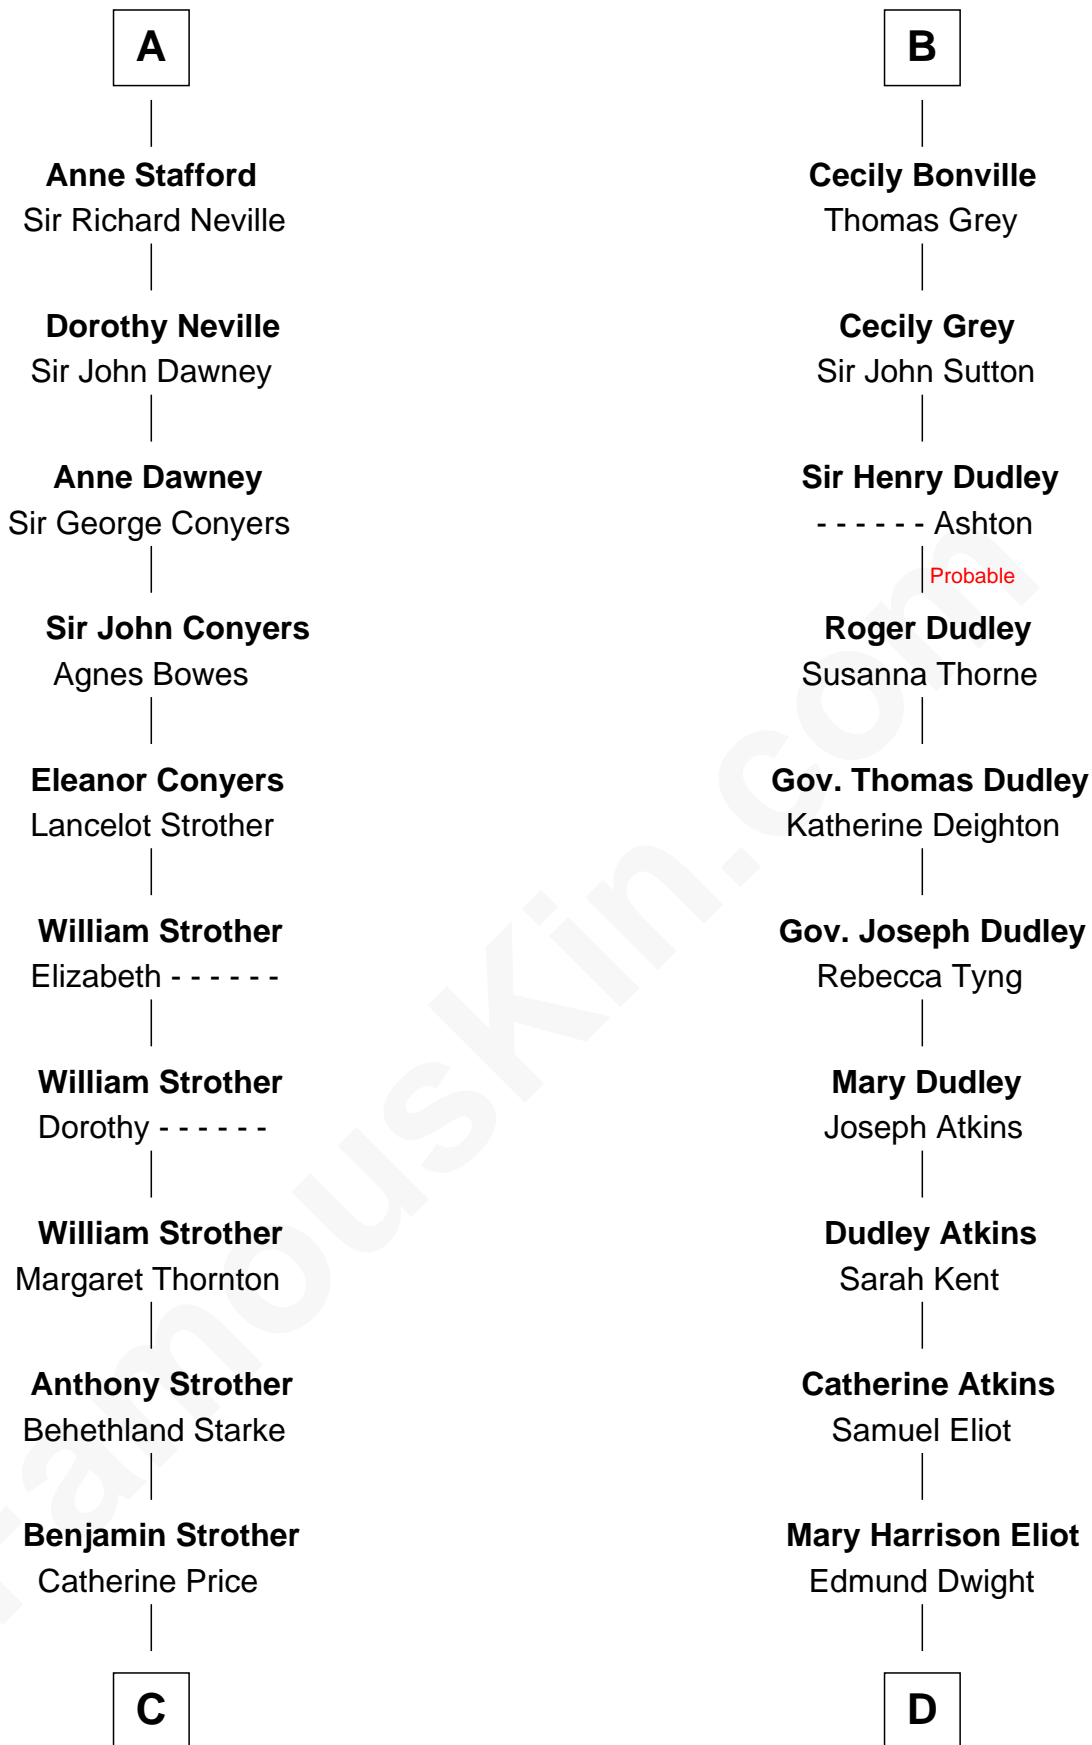 A
Anne Stafford
Sir Richard Neville
Dorothy Neville
Sir John Dawney
Anne Dawney
Sir George Conyers
Sir John Conyers
Agnes Bowes
Eleanor Conyers
Lancelot Strother
William Strother
Elizabeth - - - - - -
William Strother
Dorothy - - - - - -
William Strother
Margaret Thornton
Anthony Strother
Behethland Starke
Benjamin Strother
Catherine Price
C
B
Cecily Bonville
Thomas Grey
Cecily Grey
Sir John Sutton
Sir Henry Dudley
- - - - - - Ashton
Probable
Roger Dudley
Susanna Thorne
Gov. Thomas Dudley
Katherine Deighton
Gov. Joseph Dudley
Rebecca Tyng
Mary Dudley
Joseph Atkins
Dudley Atkins
Sarah Kent
Catherine Atkins
Samuel Eliot
Mary Harrison Eliot
Edmund Dwight
D
FamousKin.com